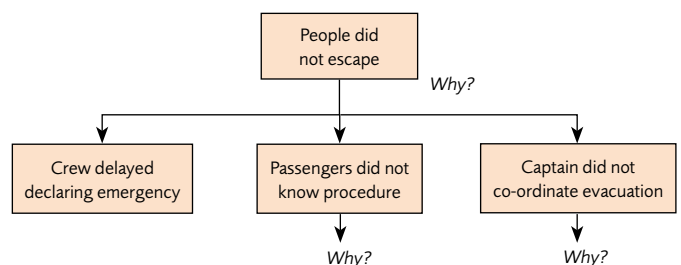 People did
not escape
Why?
Crew delayed
declaring emergency
Passengers did not
know procedure
Captain did not
co-ordinate evacuation
Why?
Why?